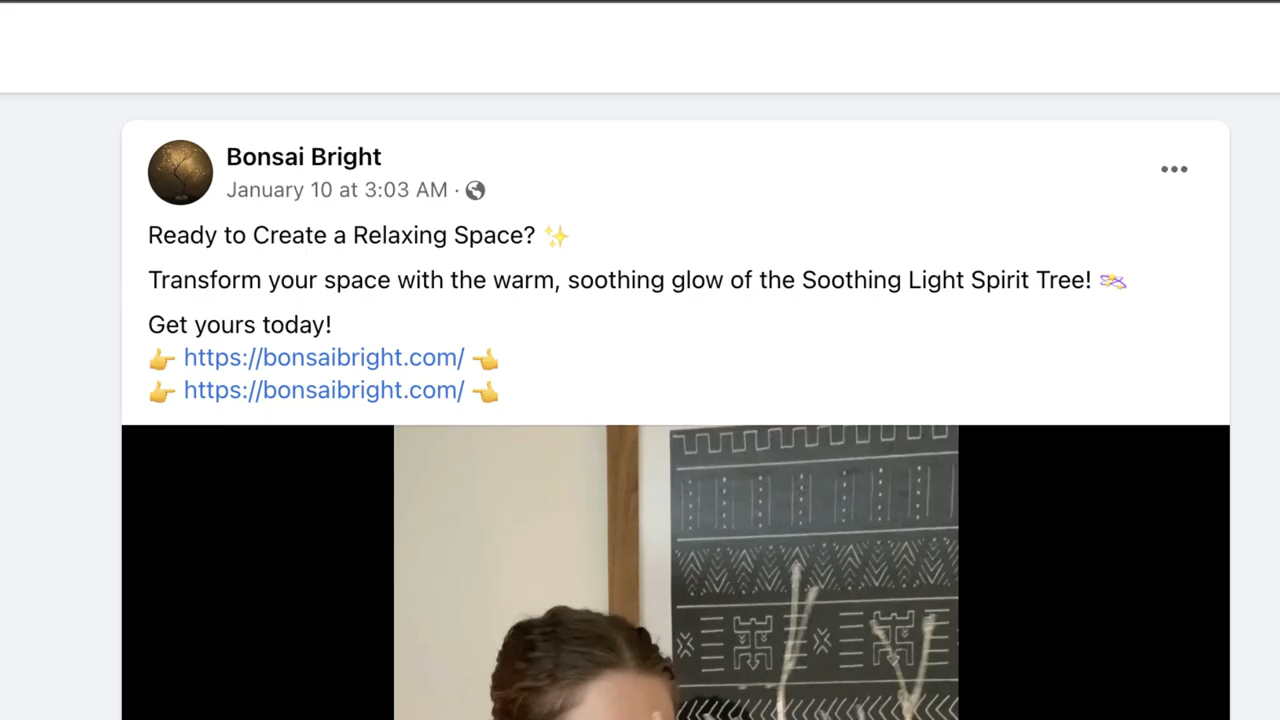 Bonsai Bright
January 10 at 3:03 AM ·
Ready to Create a Relaxing Space? ✨
Transform your space with the warm, soothing glow of the Soothing Light Spirit Tree! 💫
Get yours today!
👉 https://bonsaibright.com/ 👈
👉 https://bonsaibright.com/ 👈